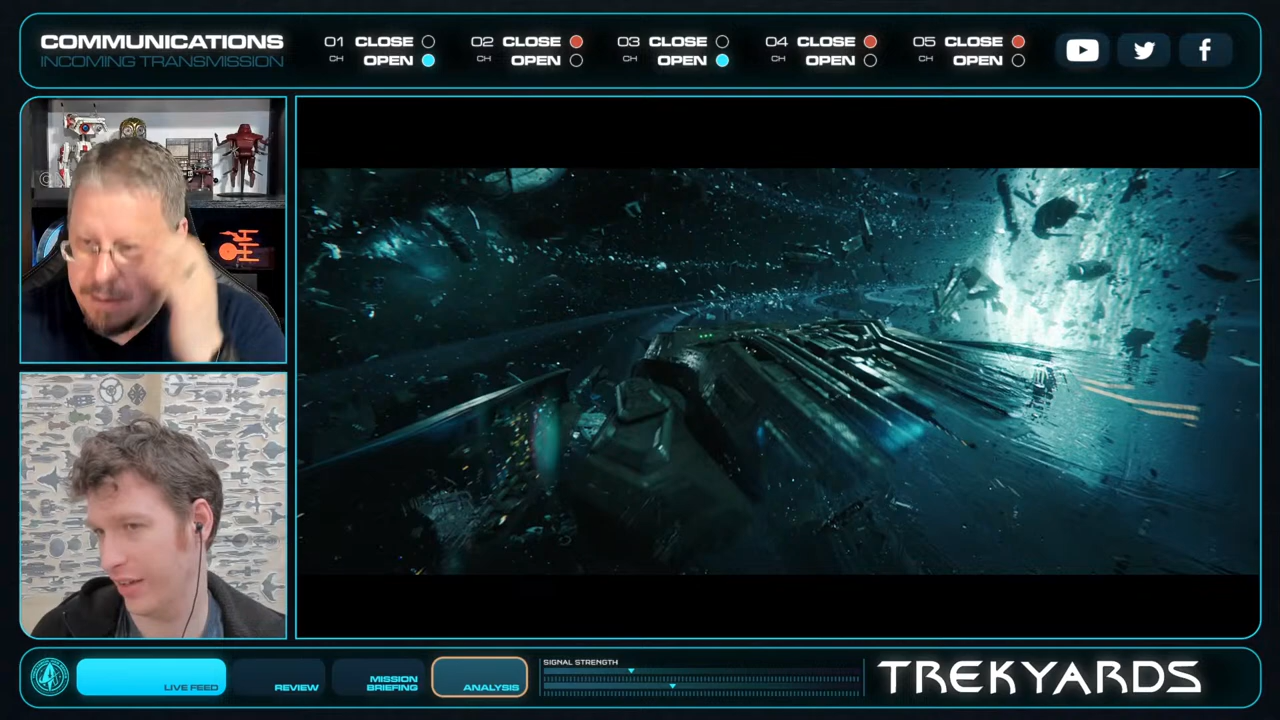 COMMUNICATIONS
INCOMING TRANSMISSION
01 CLOSE
CH OPEN
02 CLOSE
CH OPEN
03 CLOSE
CH OPEN
04 CLOSE
CH OPEN
05 CLOSE
CH OPEN
LIVE FEED
REVIEW
MISSION
BRIEFING
ANALYSIS
SIGNAL STRENGTH
TREKYARDS